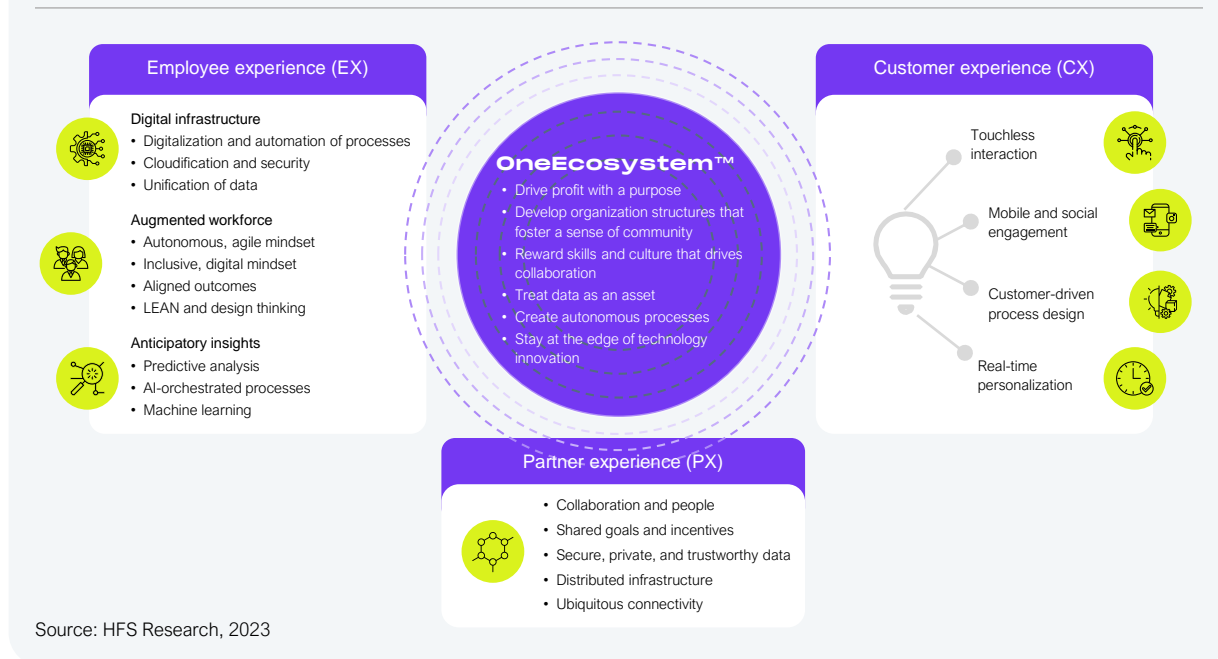 Employee experience (EX)
Digital infrastructure
• Digitalization and automation of processes
• Cloudification and security
• Unification of data
Augmented workforce
• Autonomous, agile mindset
• Inclusive, digital mindset
• Aligned outcomes
• LEAN and design thinking
Anticipatory insights
• Predictive analysis
• AI-orchestrated processes
• Machine learning
OneEcosystem™
• Drive profit with a purpose
• Develop organization structures that
foster a sense of community
• Reward skills and culture that drives
collaboration
• Treat data as an asset
• Create autonomous processes
• Stay at the edge of technology
innovation
Customer experience (CX)
Touchless
interaction
Mobile and social
engagement
Customer-driven
process design
Real-time
personalization
Partner experience (PX)
• Collaboration and people
• Shared goals and incentives
• Secure, private, and trustworthy data
• Distributed infrastructure
• Ubiquitous connectivity
Source: HFS Research, 2023